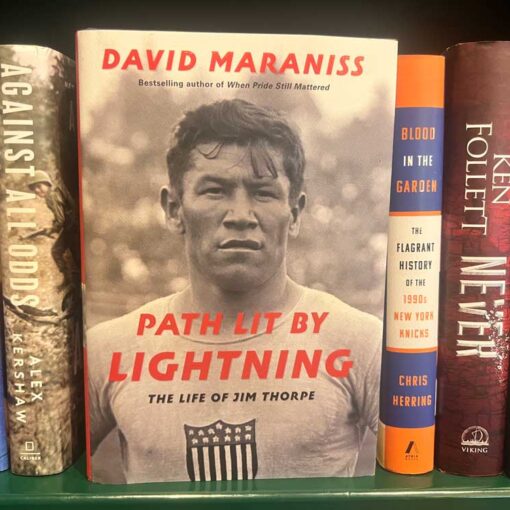 AGAINST ALL ODDS
ALEX
KERSHAW
CALIBER
DAVID MARANISS
Bestselling author of When Pride Still Mattered
PATH LIT BY
LIGHTNING
THE LIFE OF JIM THORPE
BLOOD
IN THE
GARDEN
THE
FLAGRANT
HISTORY
OF THE
1990s
NEW YORK
KNICKS
CHRIS
HERRING
ATRIA
KEN
FOLLETT
NEVER
VIKING